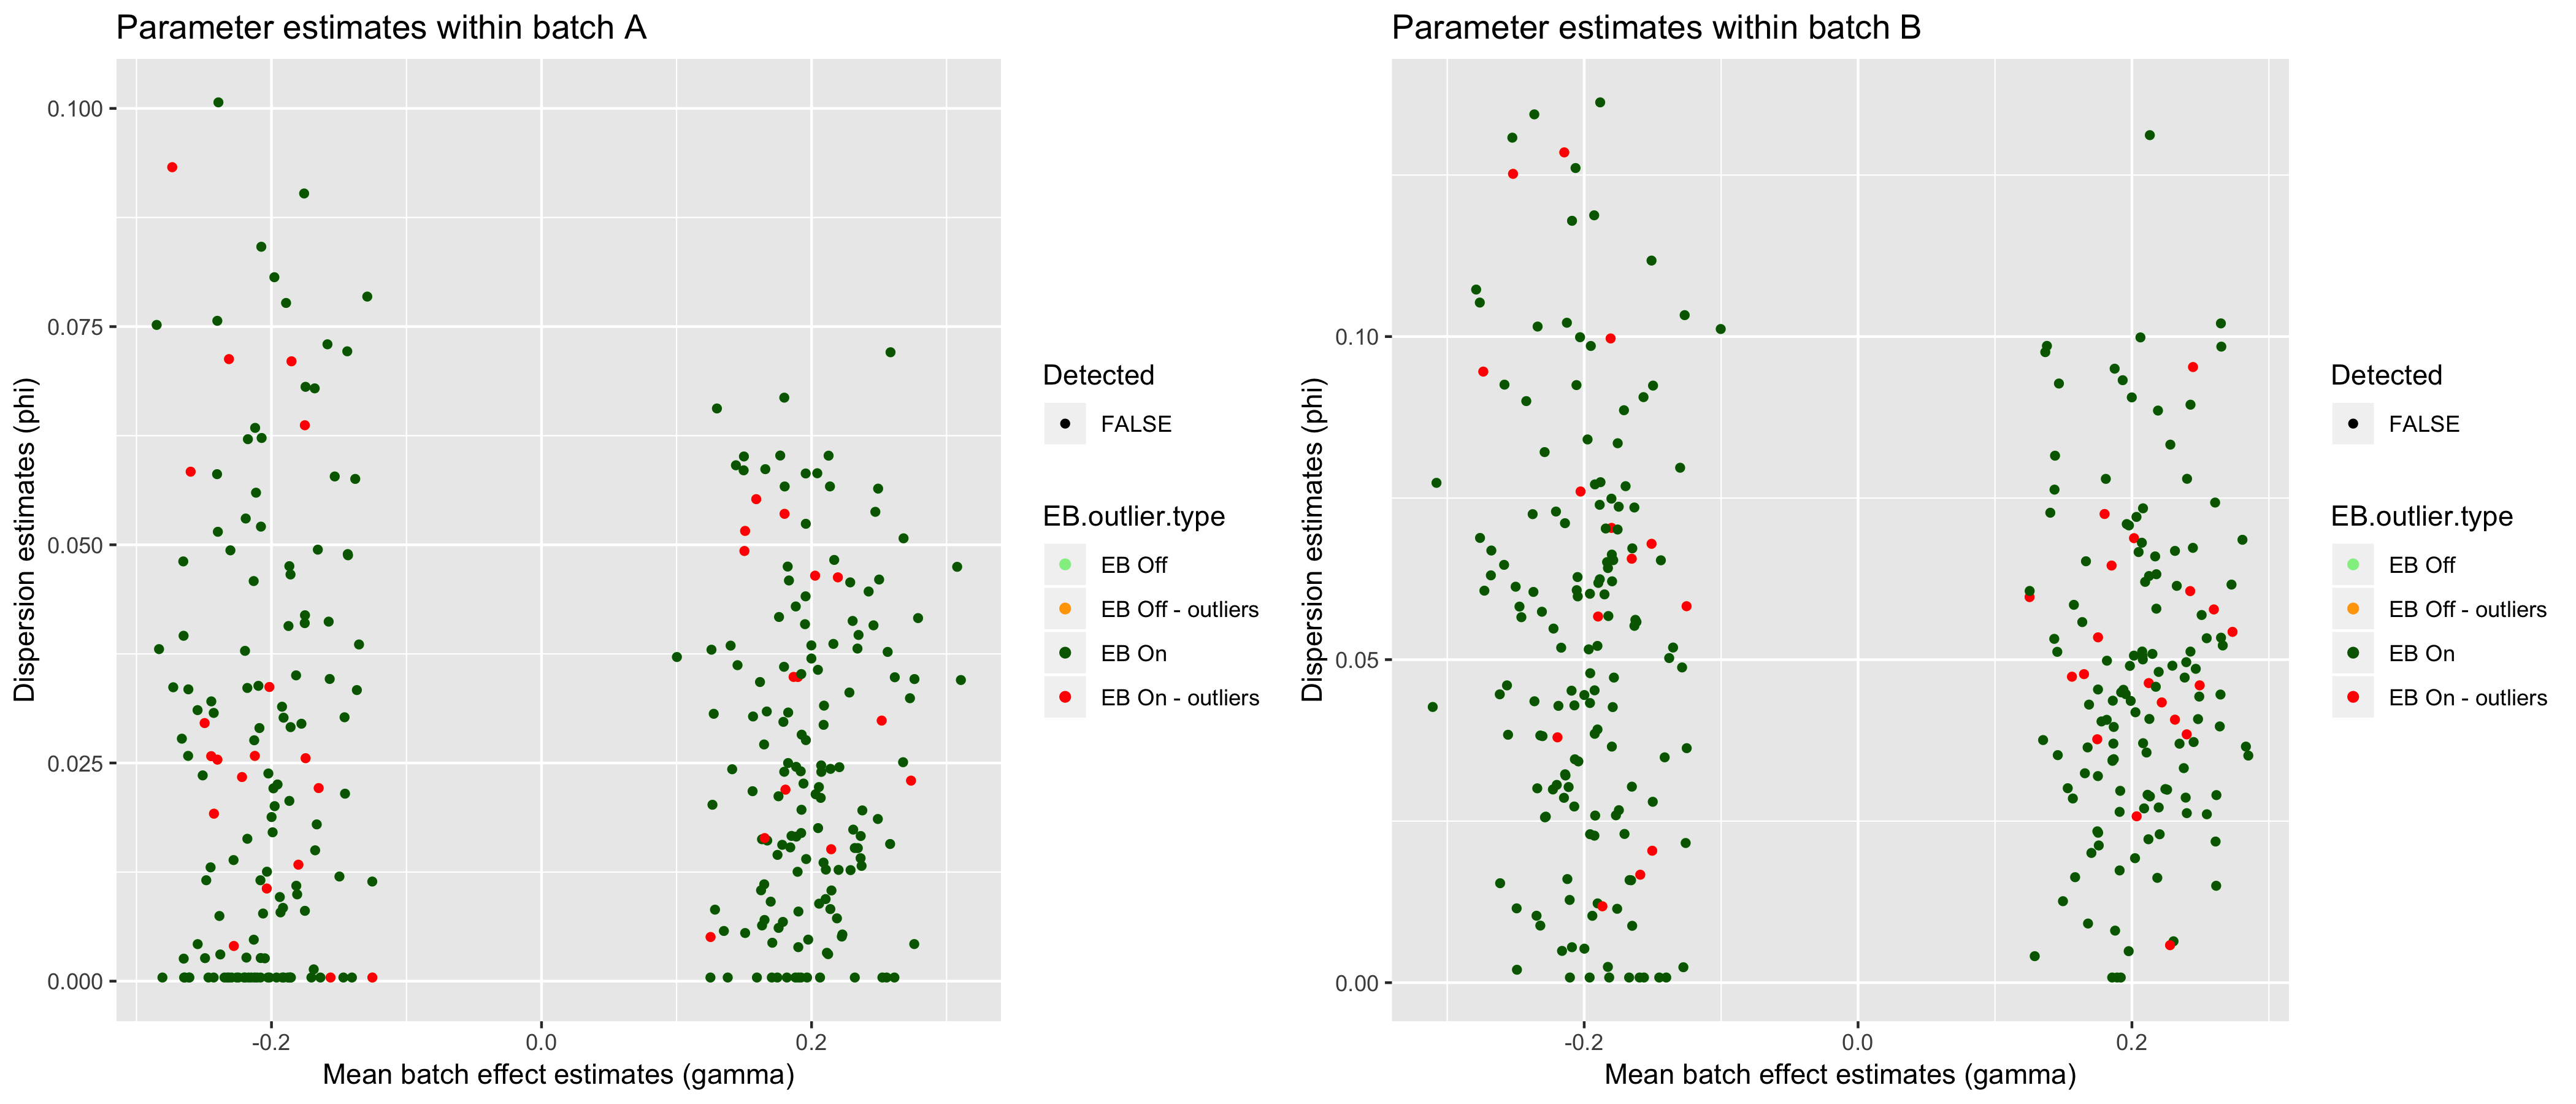 Parameter estimates within batch A
Dispersion estimates (phi)
0.100
0.075
0.050
0.025
0.000
-0.2
0.0
0.2
Mean batch effect estimates (gamma)
Detected
FALSE
EB.outlier.type
EB Off
EB Off - outliers
EB On
EB On - outliers
Parameter estimates within batch B
Dispersion estimates (phi)
0.10
0.05
0.00
-0.2
0.0
0.2
Mean batch effect estimates (gamma)
Detected
FALSE
EB.outlier.type
EB Off
EB Off - outliers
EB On
EB On - outliers